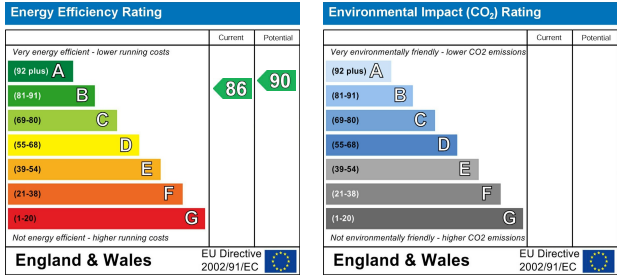 Energy Efficiency Rating
Current
Potential
Very energy efficient - lower running costs
(92 plus) A
(81-91) B
(69-80) C
(55-68) D
(39-54) E
(21-38) F
(1-20) G
86
90
Not energy efficient - higher running costs
England & Wales
EU Directive
2002/91/EC
Environmental Impact (CO₂) Rating
Current
Potential
Very environmentally friendly - lower CO2 emissions
(92 plus) A
(81-91) B
(69-80) C
(55-68) D
(39-54) E
(21-38) F
(1-20) G
Not environmentally friendly - higher CO2 emissions
England & Wales
EU Directive
2002/91/EC